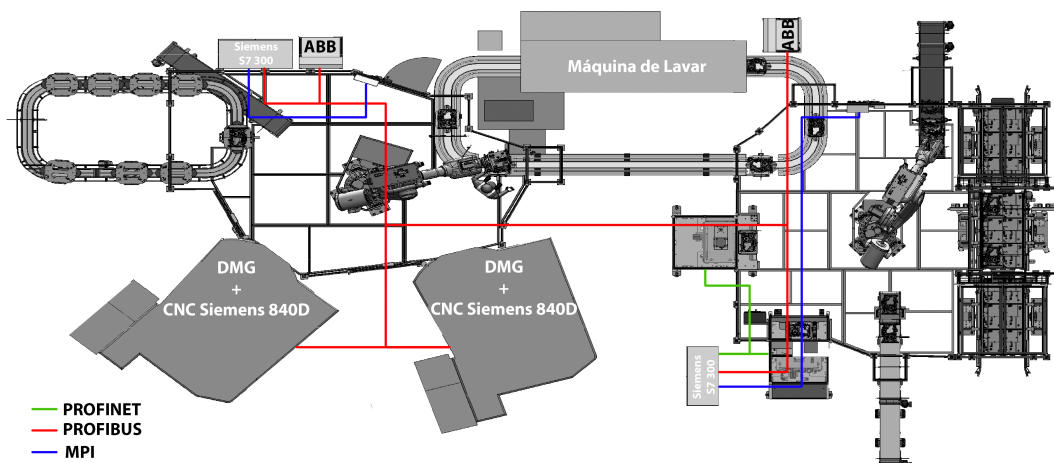 Siemens
S7 300
ABB
ABB
Máquina de Lavar
DMG
+
CNC Siemens 840D
DMG
+
CNC Siemens 840D
Siemens
S7 300
PROFINET
PROFIBUS
MPI